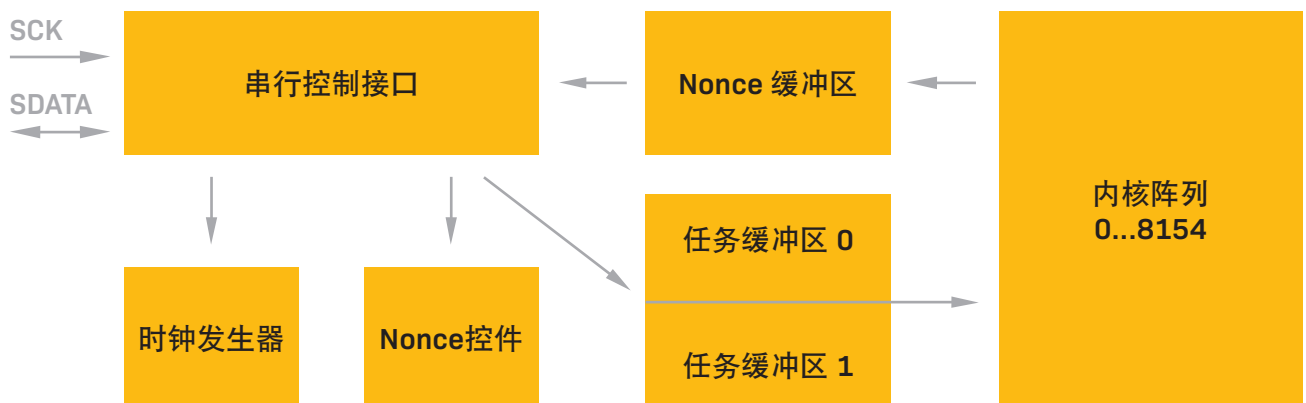 SCK
SDATA
串行控制接口
Nonce 缓冲区
内核阵列
0...8154
任务缓冲区 0
任务缓冲区 1
时钟发生器
Nonce控件